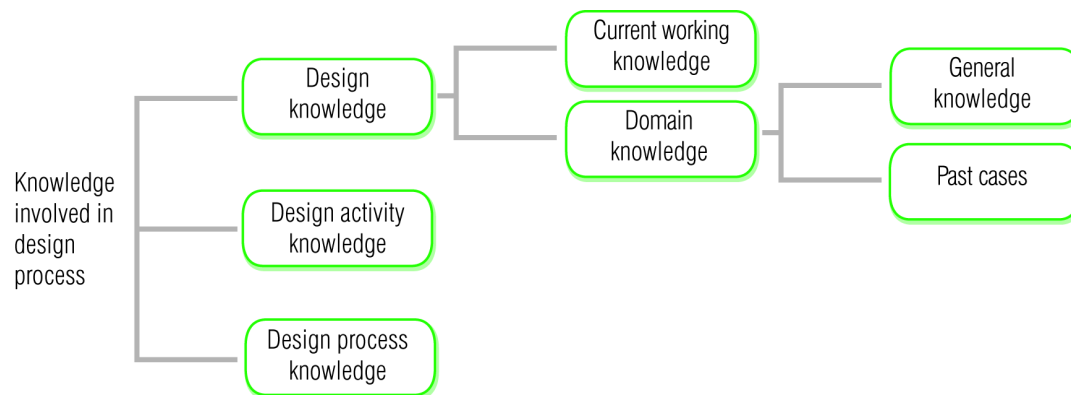 Knowledge
involved in
design
process
Design
knowledge
Design activity
knowledge
Design process
knowledge
Current working
knowledge
Domain
knowledge
General
knowledge
Past cases